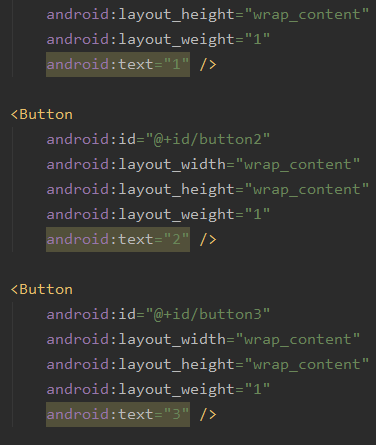 android:layout_height="wrap_content"
android:layout_weight="1"
android:text="1" />
<Button
android:id="@+id/button2"
android:layout_width="wrap_content"
android:layout_height="wrap_content"
android:layout_weight="1"
android:text="2" />
<Button
android:id="@+id/button3"
android:layout_width="wrap_content"
android:layout_height="wrap_content"
android:layout_weight="1"
android:text="3" />